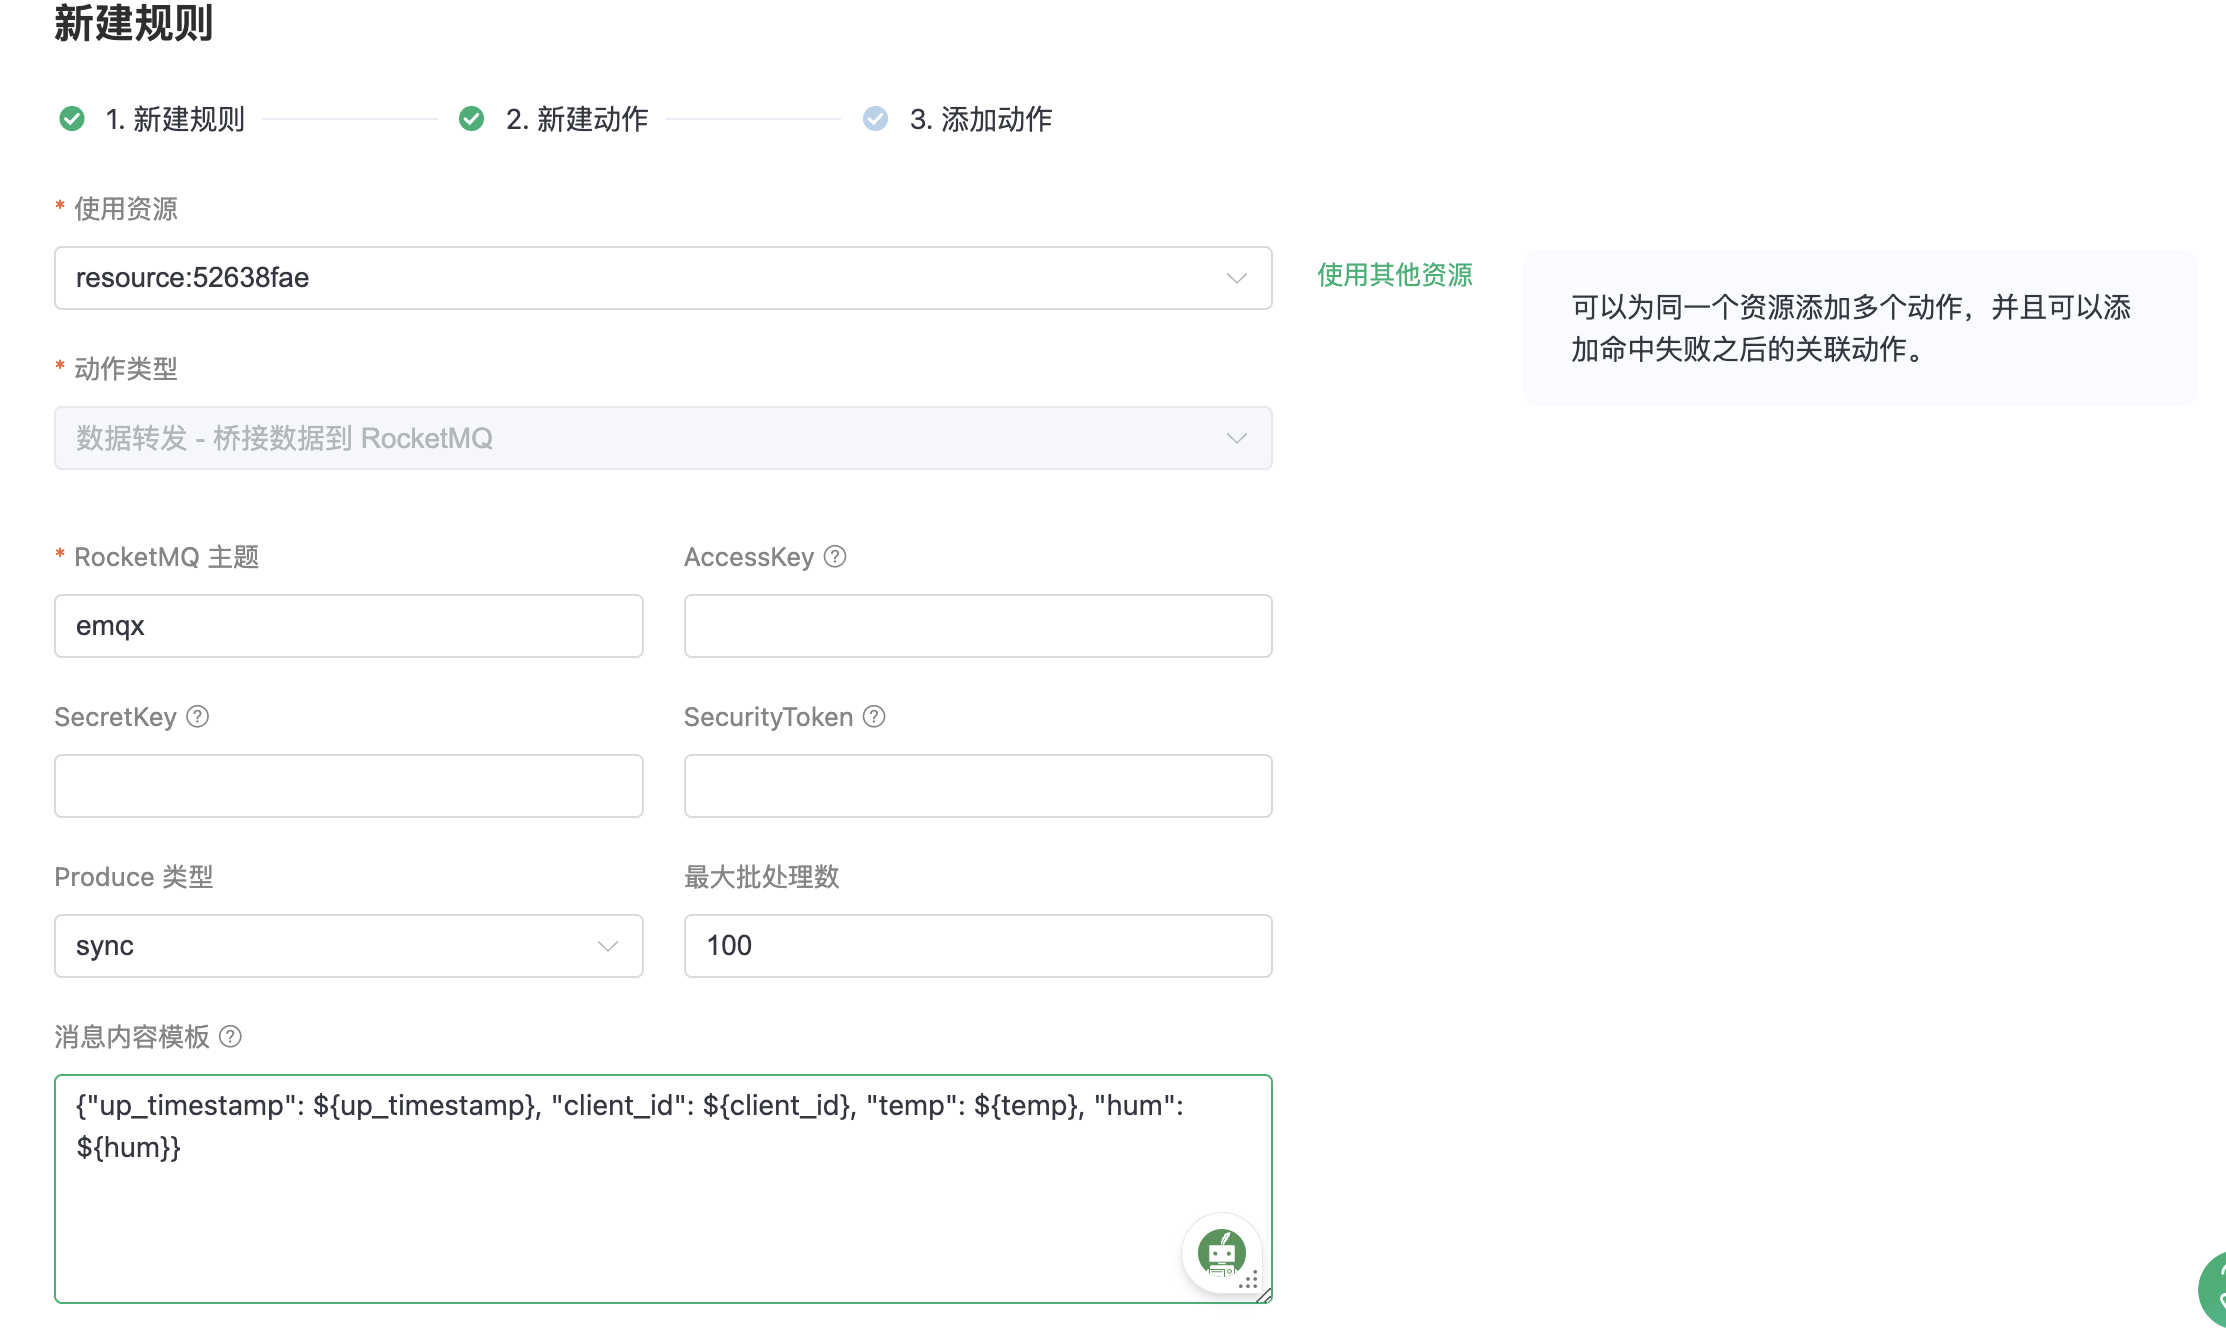 新建规则
1. 新建规则
2. 新建动作
3. 添加动作
* 使用资源
resource:52638fae
使用其他资源
可以为同一个资源添加多个动作，并且可以添
加命中失败之后的关联动作。
* 动作类型
数据转发 - 桥接数据到 RocketMQ
* RocketMQ 主题
AccessKey ?
emqx
SecretKey ?
SecurityToken ?
Produce 类型
最大批处理数
sync
100
消息内容模板 ?
{"up_timestamp": ${up_timestamp}, "client_id": ${client_id}, "temp": ${temp}, "hum":
${hum}}